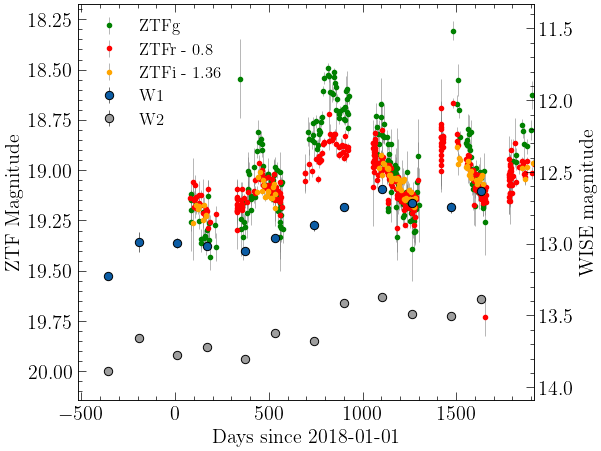 18.25
18.50
18.75
19.00
19.25
19.50
19.75
20.00
ZTF Magnitude
ZTFg
ZTFr - 0.8
ZTFi - 1.36
W1
W2
11.5
12.0
12.5
13.0
13.5
14.0
WISE magnitude
−500 0 500 1000 1500
Days since 2018-01-01